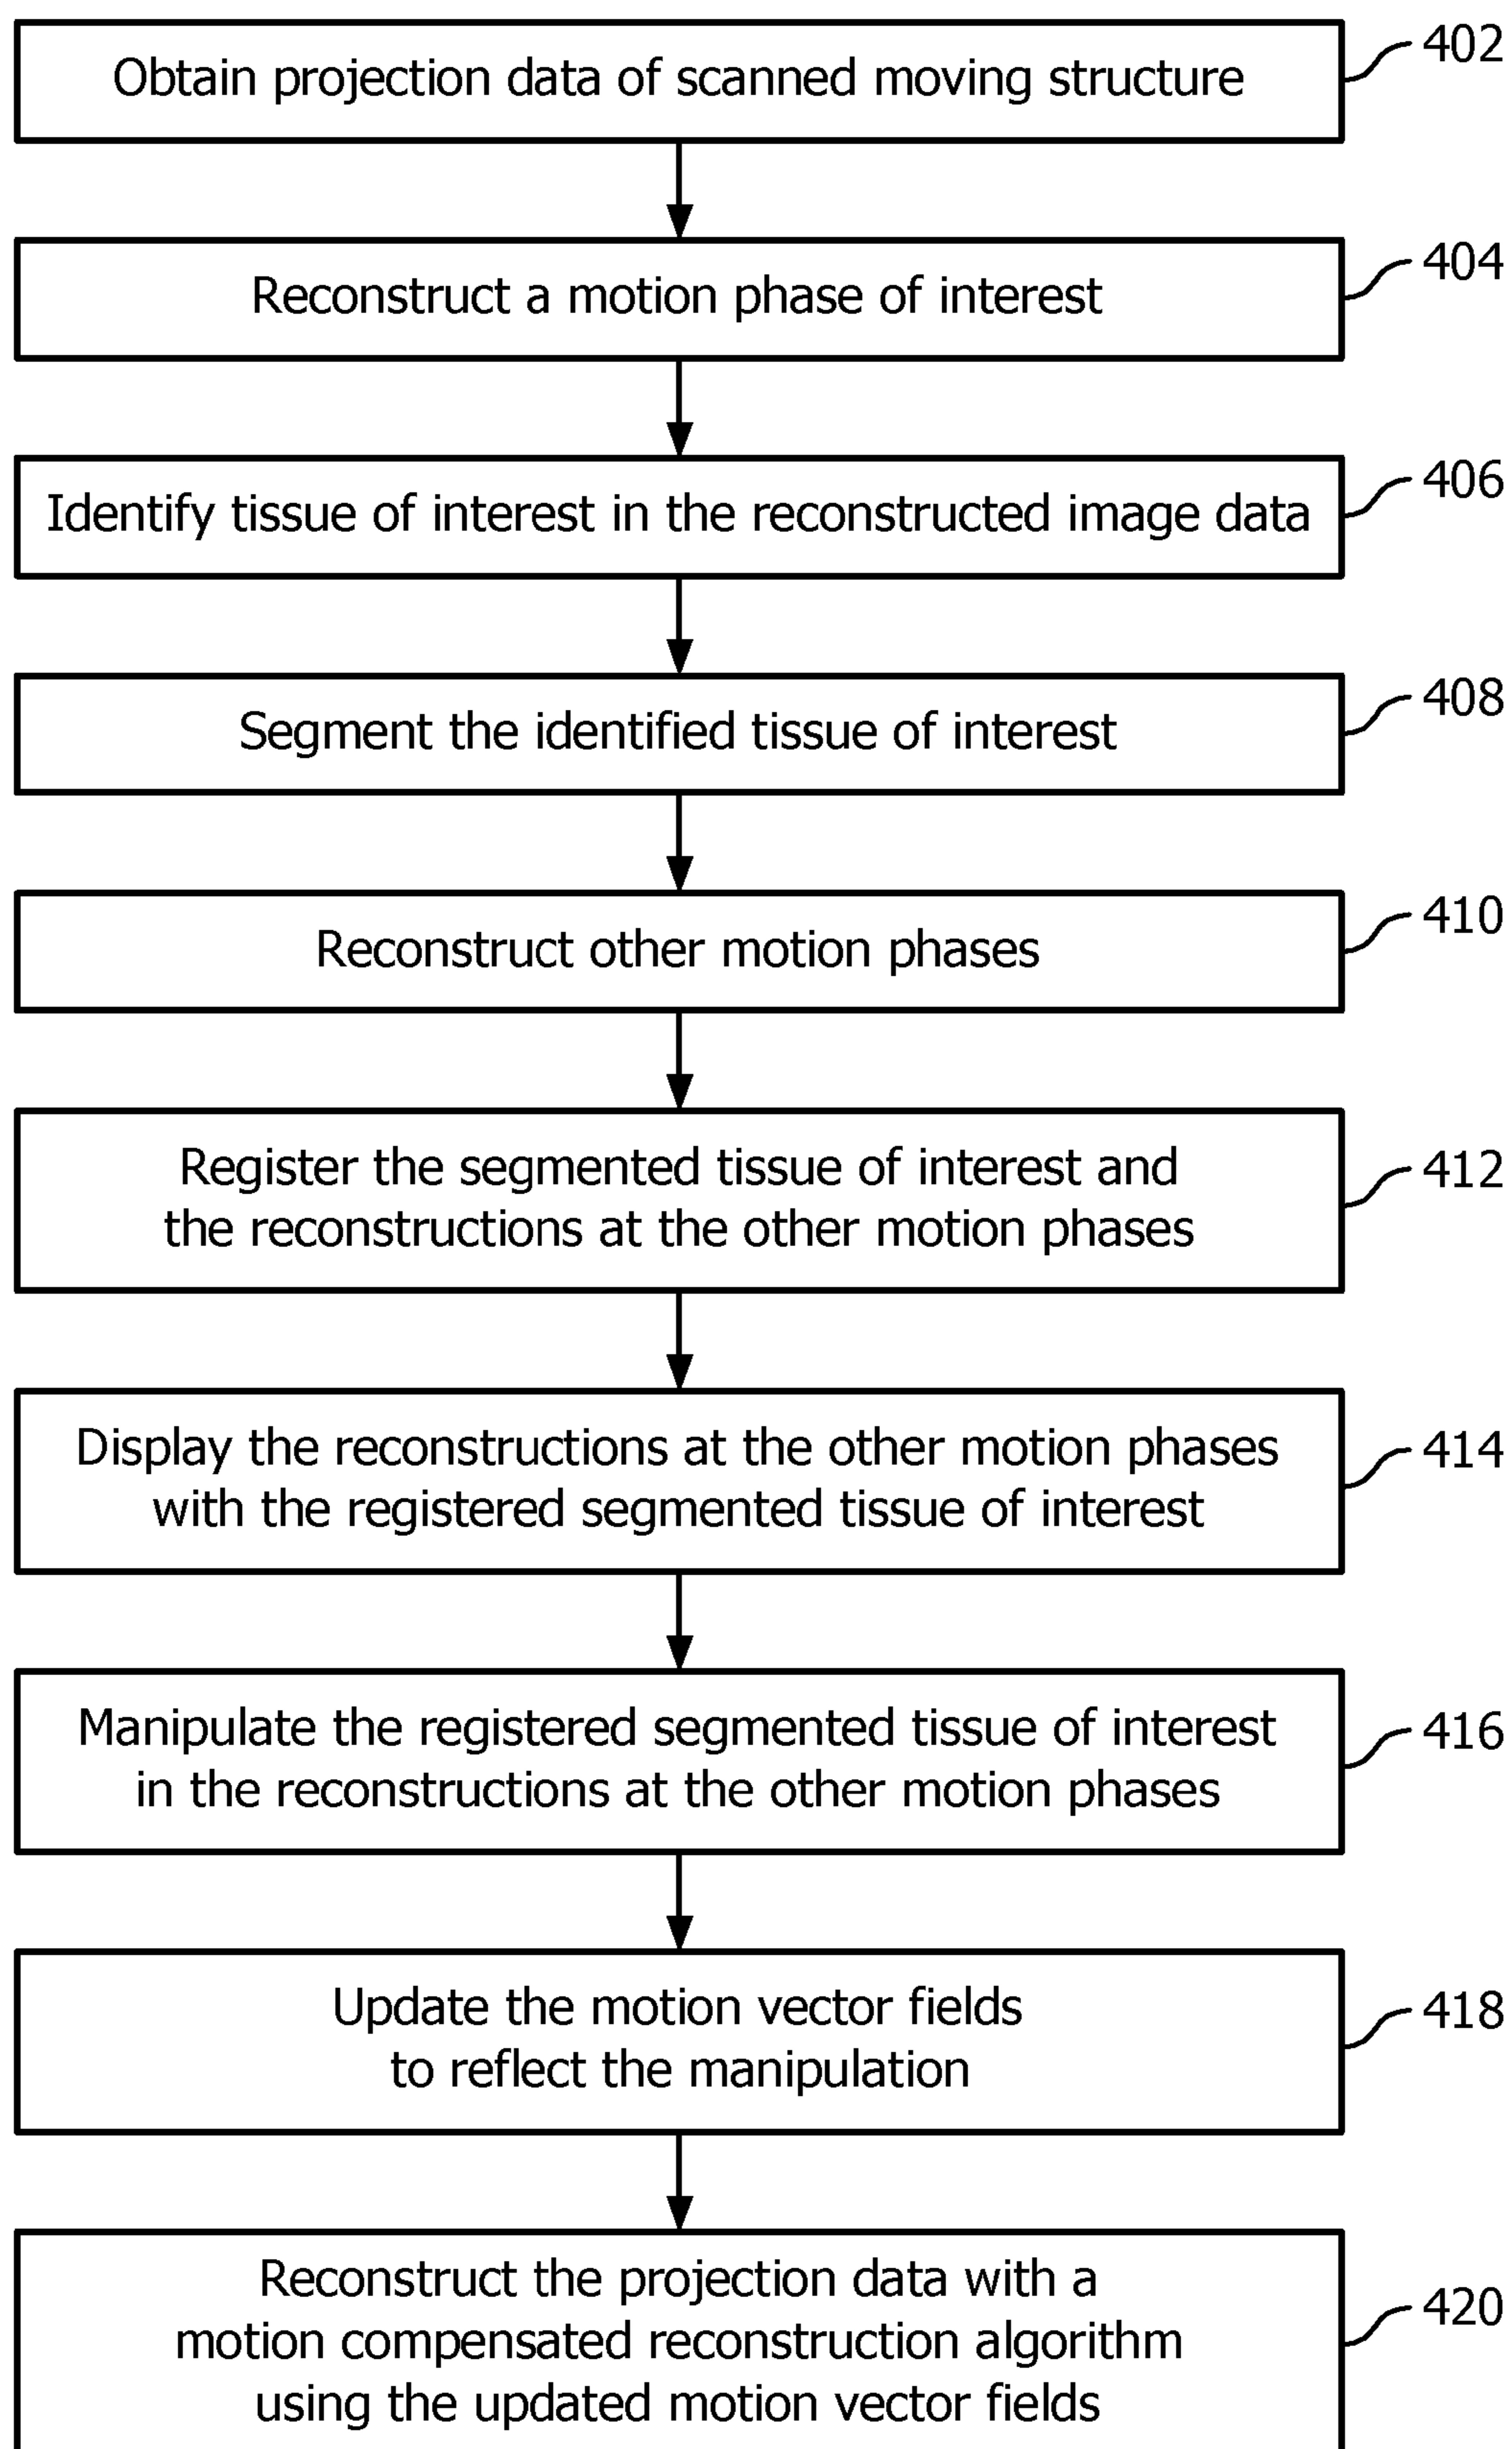 Obtain projection data of scanned moving structure
402
Reconstruct a motion phase of interest
404
Identify tissue of interest in the reconstructed image data
406
Segment the identified tissue of interest
408
Reconstruct other motion phases
410
Register the segmented tissue of interest and
the reconstructions at the other motion phases
412
Display the reconstructions at the other motion phases
with the registered segmented tissue of interest
414
Manipulate the registered segmented tissue of interest
in the reconstructions at the other motion phases
416
Update the motion vector fields
to reflect the manipulation
418
Reconstruct the projection data with a
motion compensated reconstruction algorithm
using the updated motion vector fields
420